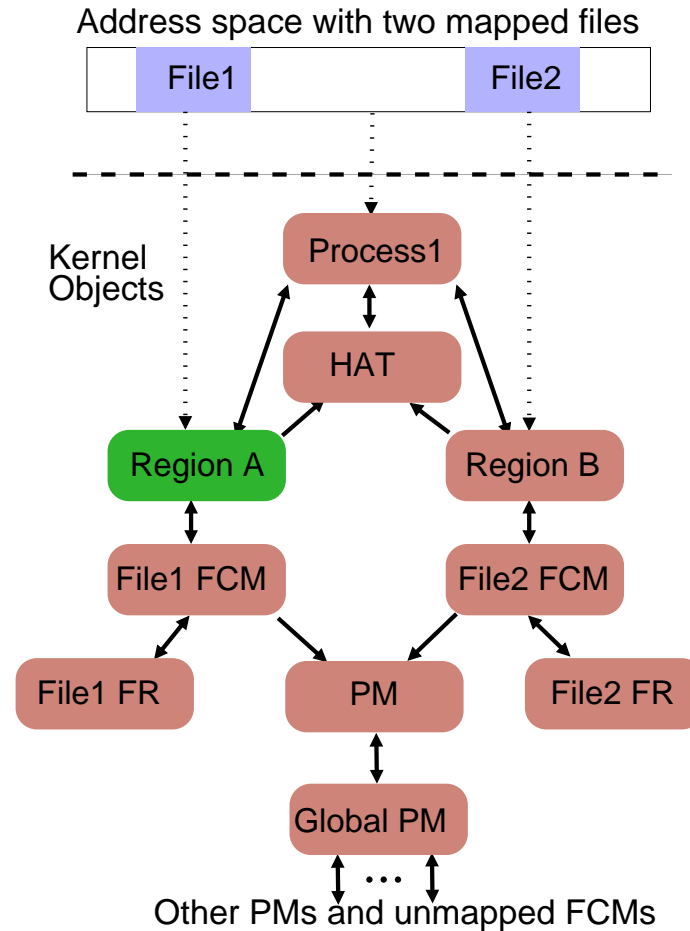 Address space with two mapped files
File1
File2
Process1
Kernel
Objects
HAT
Region A
Region B
File1 FCM
File2 FCM
File1 FR
PM
File2 FR
Global PM
...
Other PMs and unmapped FCMs